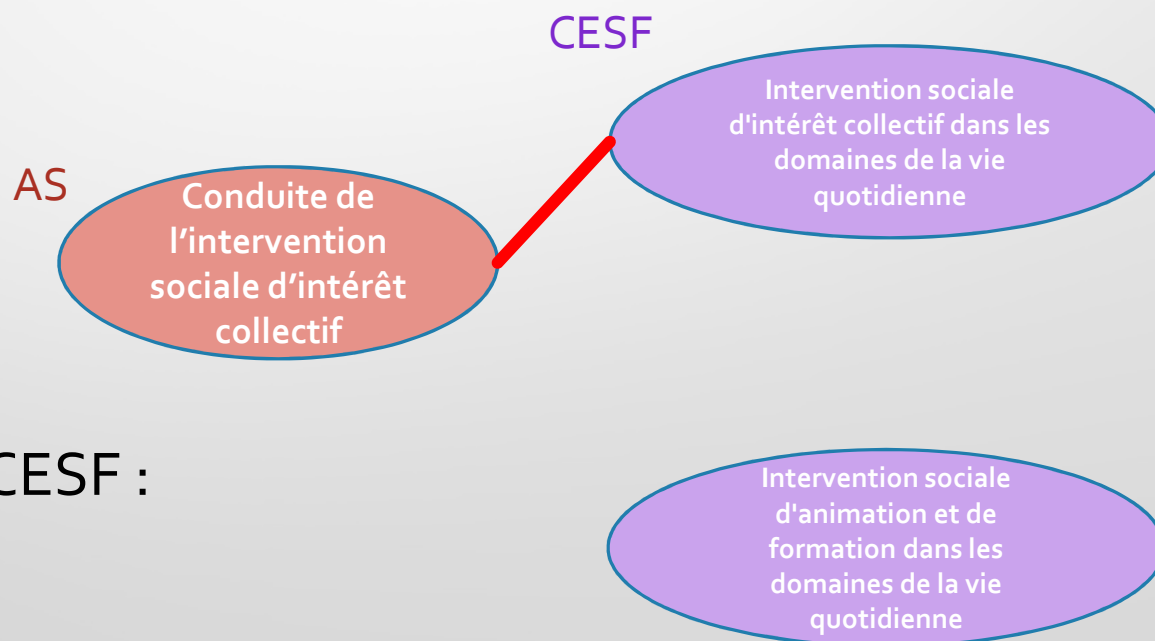 CESF
Intervention sociale
d'intérêt collectif dans les
domaines de la vie
quotidienne
AS
Conduite de
l’intervention
sociale d’intérêt
collectif
CESF :
Intervention sociale
d'animation et de
formation dans les
domaines de la vie
quotidienne